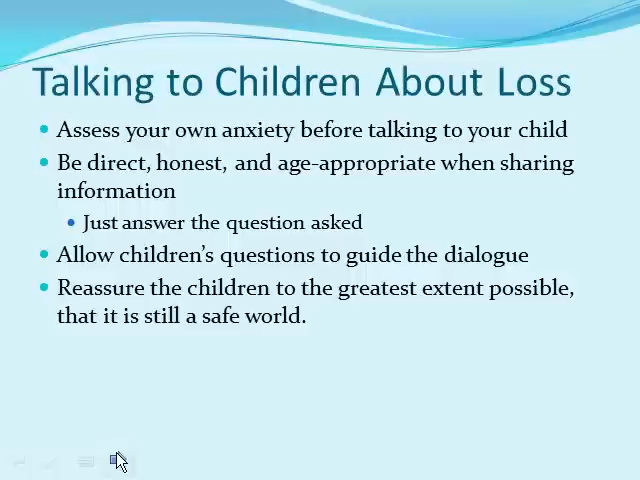 Talking to Children About Loss
Assess your own anxiety before talking to your child
Be direct, honest, and age-appropriate when sharing
information
Just answer the question asked
Allow children's questions to guide the dialogue
Reassure the children to the greatest extent possible,
that it is still a safe world.